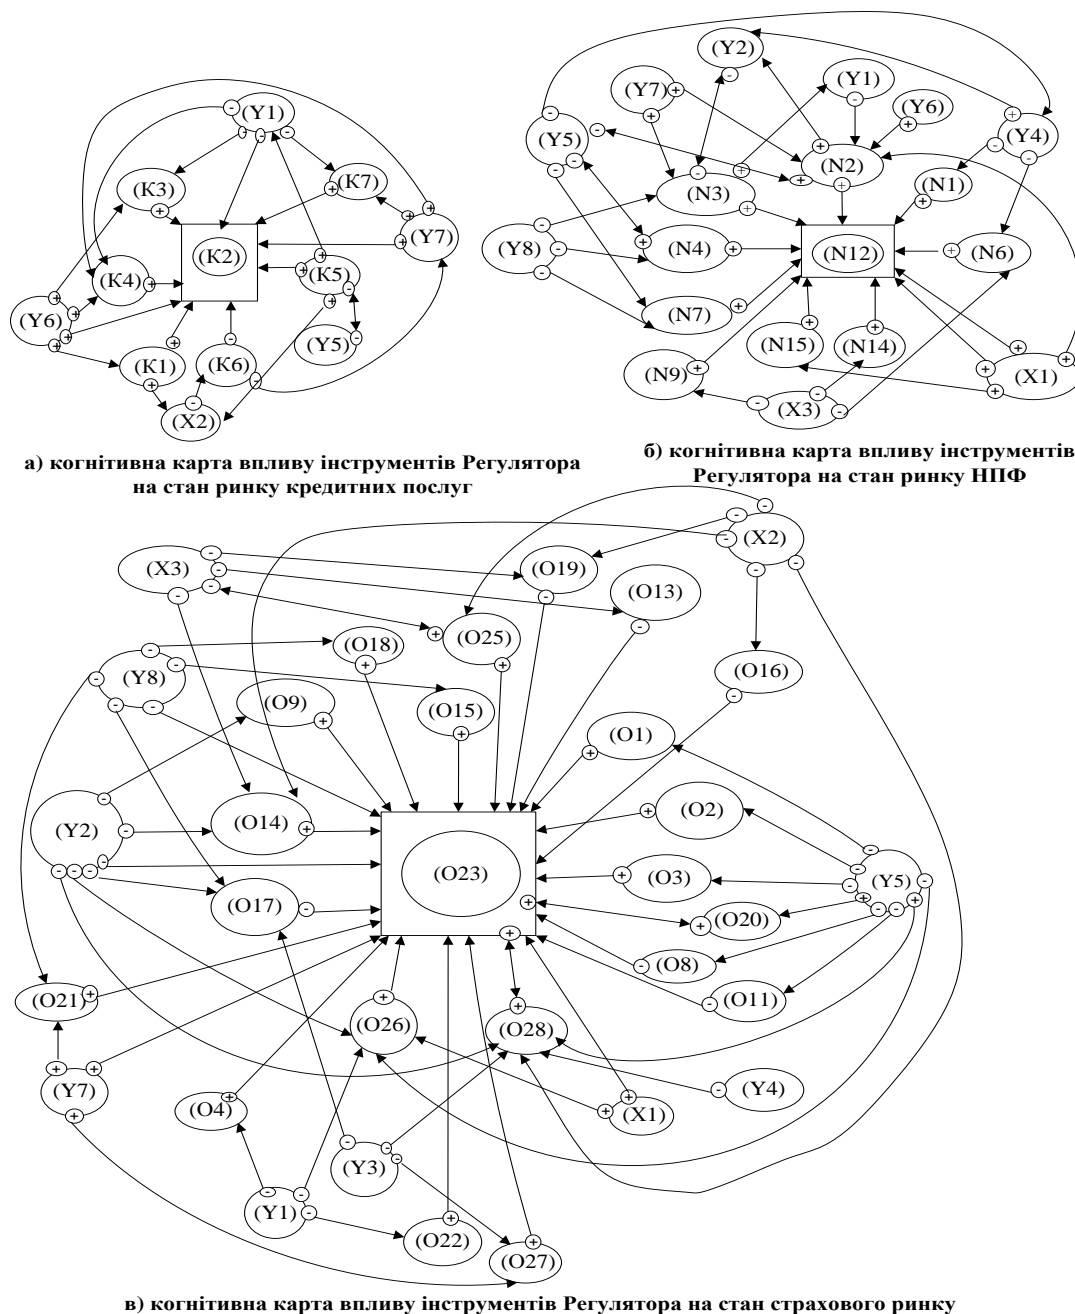 (Y1)
(K3)
(K7)
(Y7)
(K2)
(K4)
(K5)
(Y6)
(Y5)
(K1)
(K6)
(X2)
а) когнітивна карта впливу інструментів Регулятора
на стан ринку кредитних послуг
(Y2)
(Y7)
(Y1)
(Y6)
(Y5)
(Y4)
(N2)
(N3)
(N1)
(Y8)
(N4)
(N12)
(N6)
(N7)
(N15)
(N14)
(N9)
(X3)
(X1)
б) когнітивна карта впливу інструментів
Регулятора на стан ринку НПФ
(X2)
(X3)
(O19)
(O13)
(O18)
(O25)
(O16)
(Y8)
(O9)
(O15)
(O1)
(O2)
(Y2)
(O14)
(O23)
(O3)
(Y5)
(O17)
(O20)
(O8)
(O21)
(O11)
(O26)
(O28)
(Y7)
(O4)
(X1)
(Y4)
(Y3)
(Y1)
(O22)
(O27)
в) когнітивна карта впливу інструментів Регулятора на стан страхового ринку